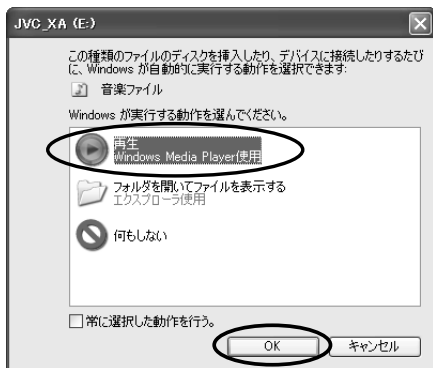 JVC_XA (E:)
この種類のファイルのディスクを挿入したり、デバイスに接続したりするたび
に、Windows が自動的に実行する動作を選択できます:
音楽ファイル
Windows が実行する動作を選んでください。
再生
Windows Media Player使用
フォルダを開いてファイルを表示する
エクスプローラ使用
何もしない
常に選択した動作を行う。
OK キャンセル